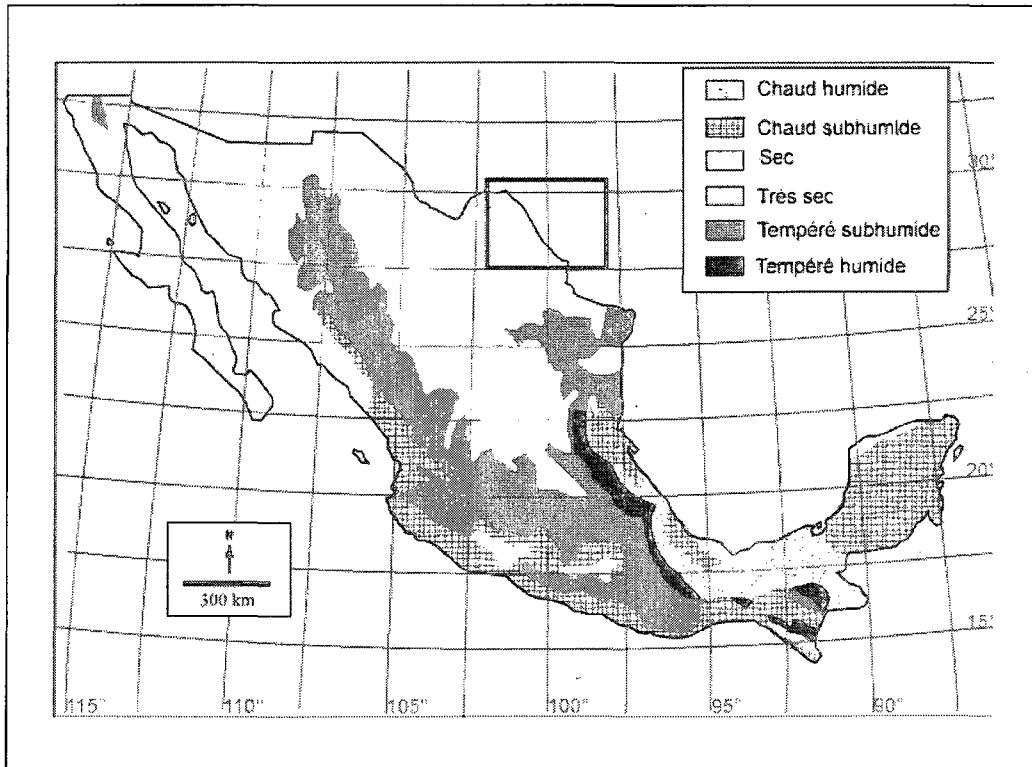 Chaud humide
Chaud subhumide
Sec
Très sec
Tempéré subhumide
Tempéré humide
30°
25°
20°
15°
N
300 km
115° 110° 105° 100° 95° 90°